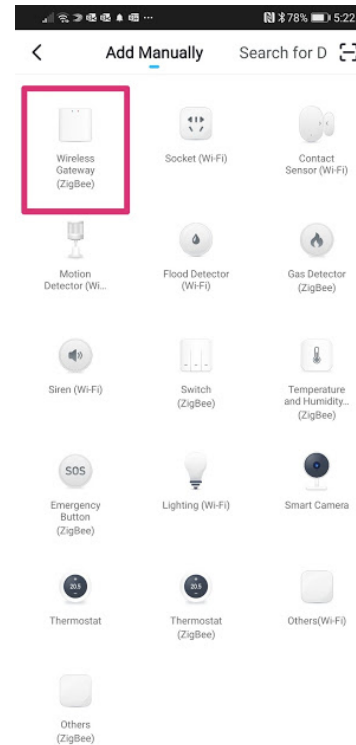 78% 5:22
Add Manually Search for D
Wireless
Gateway
(ZigBee)
Socket (Wi-Fi)
Contact
Sensor (Wi-Fi)
Motion
Detector (Wi...
Flood Detector
(Wi-Fi)
Gas Detector
(ZigBee)
Siren (Wi-Fi)
Switch
(ZigBee)
Temperature
and Humidity...
(ZigBee)
SOS
Emergency
Button
(ZigBee)
Lighting (Wi-Fi)
Smart Camera
20.5
Thermostat
20.5
Thermostat
(ZigBee)
Others(Wi-Fi)
Others
(ZigBee)